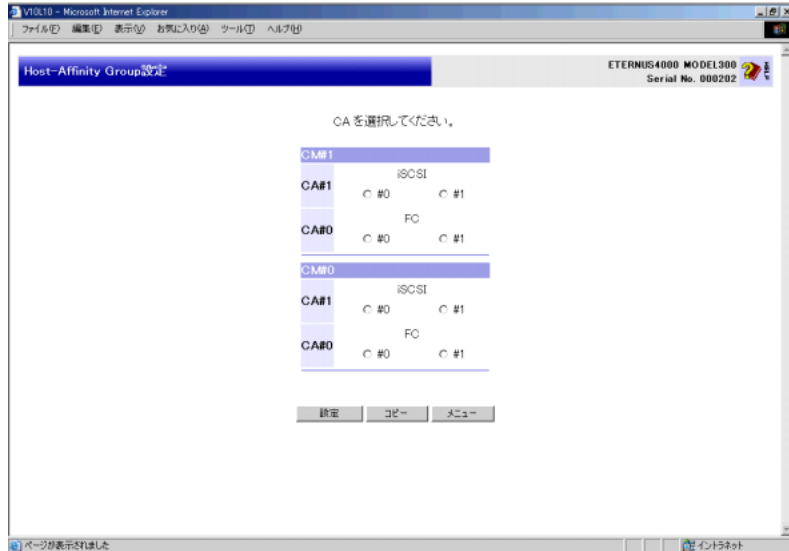 V10L10 - Microsoft Internet Explorer
ファイル(F) 編集(E) 表示(V) お気に入り(A) ツール(T) ヘルプ(H)
Host-Affinity Group設定
ETERNUS4000 MODEL300
Serial No. 000202
CA を選択してください。
CM#1
iSCSI
CA#1
#0 #1
FC
CA#0
#0 #1
CM#0
iSCSI
CA#1
#0 #1
FC
CA#0
#0 #1
設定 コピー メニュー
ページが表示されました
イントラネット